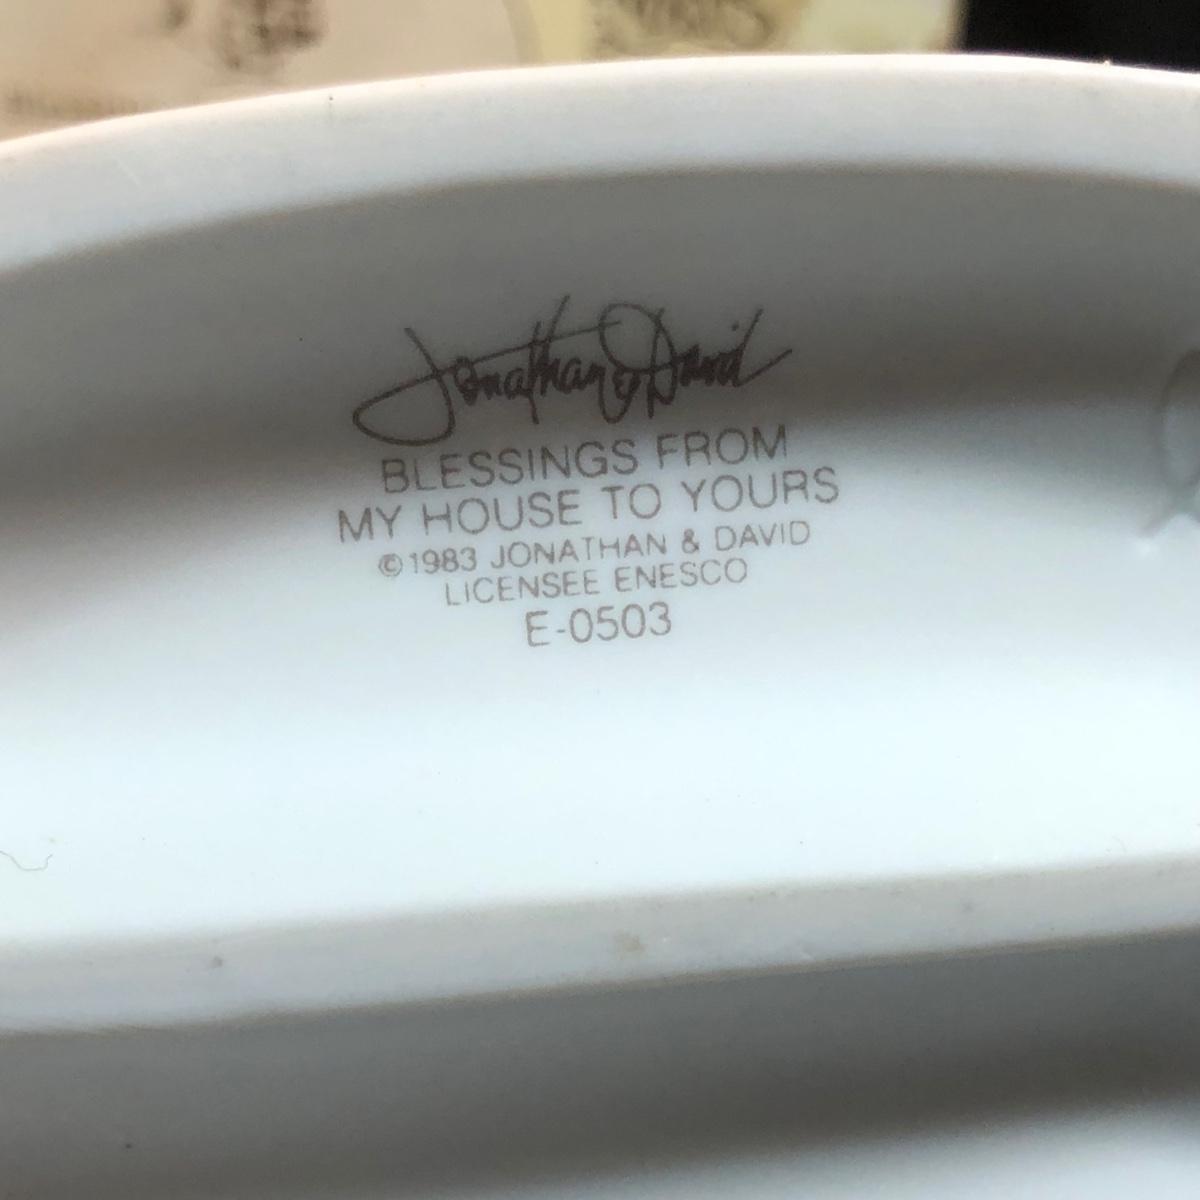 Jonathan & David
BLESSINGS FROM
MY HOUSE TO YOURS
©1983 JONATHAN & DAVID
LICENSEE ENESCO
E-0503